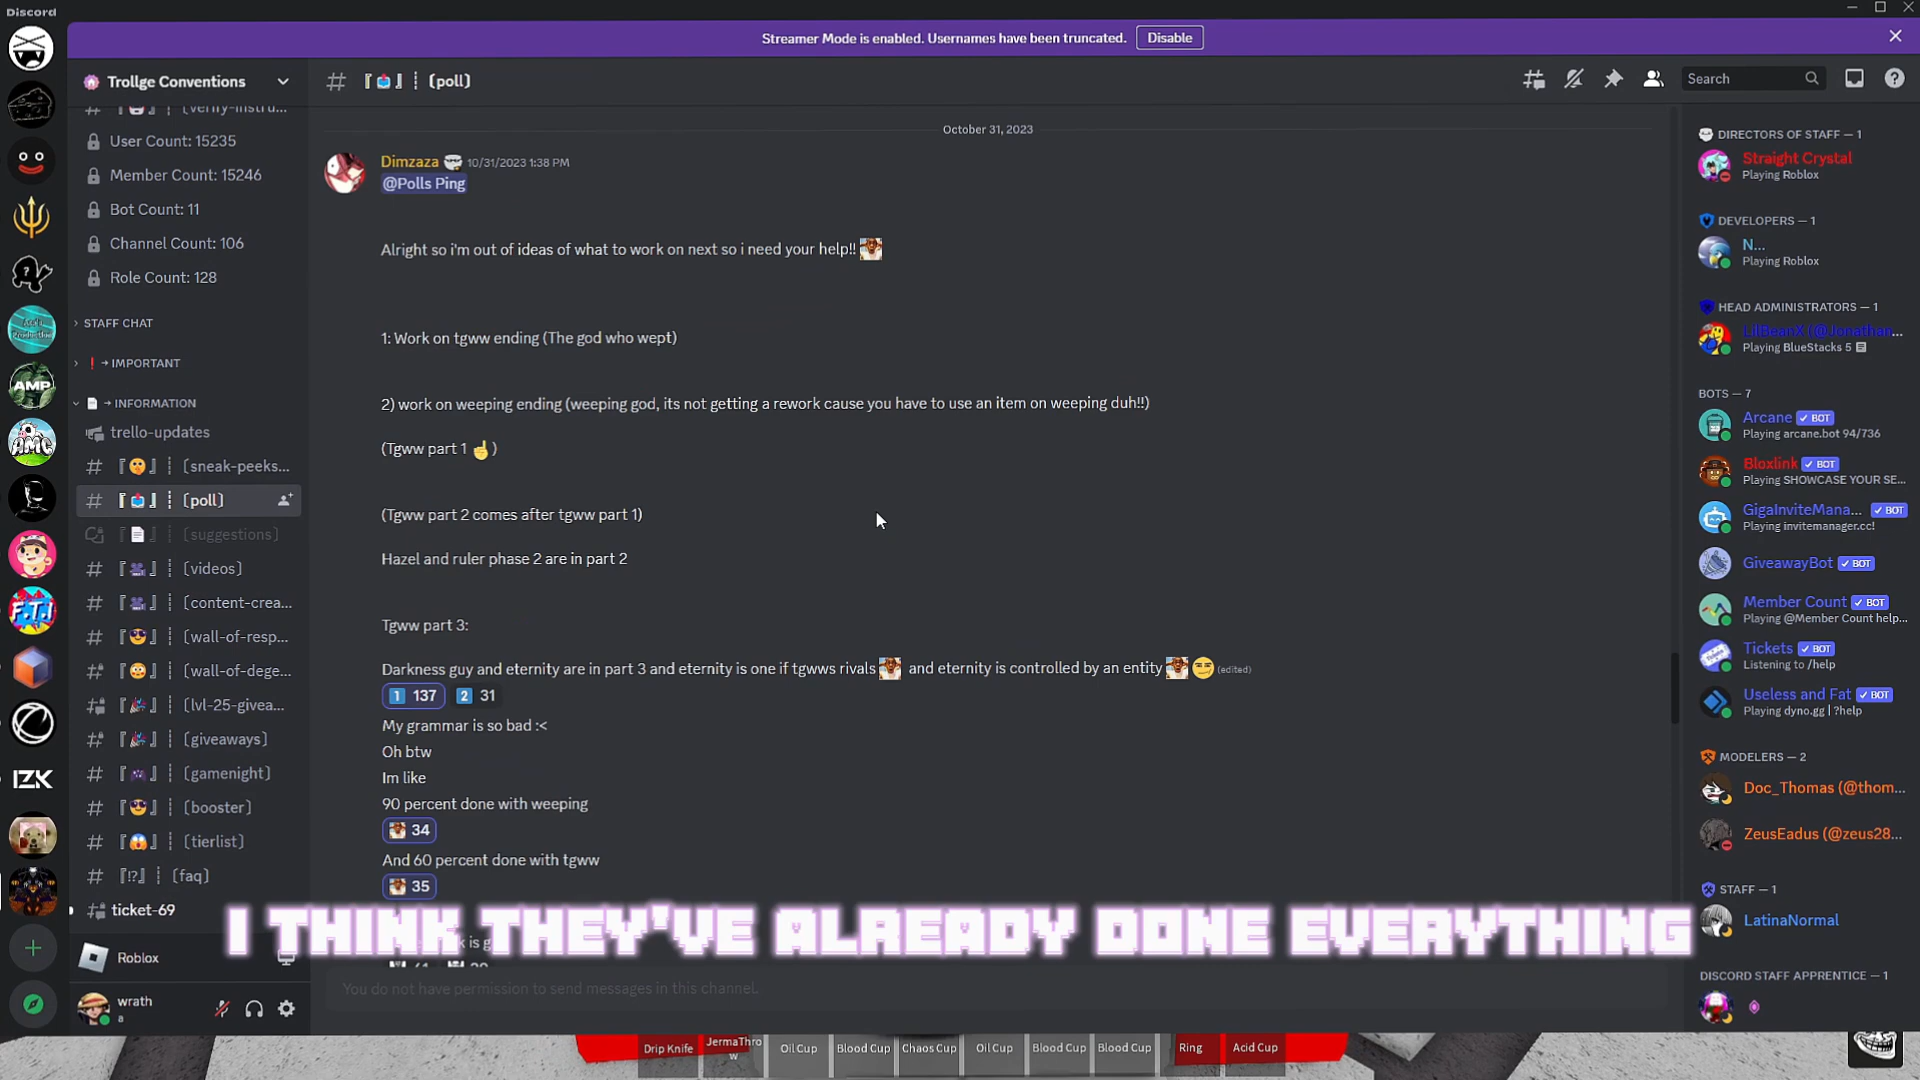 Discord
Streamer Mode is enabled. Usernames have been truncated.
Disable
Trollge Conventions
User Count: 15235
Member Count: 15246
Bot Count: 11
Channel Count: 106
Role Count: 128
STAFF CHAT
❗ → IMPORTANT
📄 → INFORMATION
trello-updates
# 『🤫』┊〔sneak-peeks...
# 『🗳』┊〔poll〕
『📄』┊〔suggestions〕
# 『🎥』┊〔videos〕
# 『🎥』┊〔content-crea...
# 『😎』┊〔wall-of-resp...
# 『😳』┊〔wall-of-dege...
『🎉』┊〔lvl-25-givea...
『🎉』┊〔giveaways〕
# 『🎮』┊〔gamenight〕
# 『😎』┊〔booster〕
# 『😱』┊〔tierlist〕
# 『⁉』┊〔faq〕
ticket-69
Roblox
wrath
a
# 『🗳』┊〔poll〕
Search
October 31, 2023
Dimzaza 10/31/2023 1:38 PM
@Polls Ping
Alright so i'm out of ideas of what to work on next so i need your help!!
1: Work on tgww ending (The god who wept)
2) work on weeping ending (weeping god, its not getting a rework cause you have to use an item on weeping duh!!)
(Tgww part 1 ☝)
(Tgww part 2 comes after tgww part 1)
Hazel and ruler phase 2 are in part 2
Tgww part 3:
Darkness guy and eternity are in part 3 and eternity is one if tgwws rivals and eternity is controlled by an entity (edited)
1 137 2 31
My grammar is so bad :<
Oh btw
Im like
90 percent done with weeping
34
And 60 percent done with tgww
35
I THINK THEY'VE ALREADY DONE EVERYTHING
You do not have permission to send messages in this channel.
DIRECTORS OF STAFF — 1
Straight Crystal
Playing Roblox
DEVELOPERS — 1
N...
Playing Roblox
HEAD ADMINISTRATORS — 1
LilBeanX (@Jonathan...
Playing BlueStacks 5
BOTS — 7
Arcane ✓ BOT
Playing arcane.bot 94/736
Bloxlink ✓ BOT
Playing SHOWCASE YOUR SE...
GigaInviteMana... ✓ BOT
Playing invitemanager.cc!
GiveawayBot ✓ BOT
Member Count ✓ BOT
Playing @Member Count help...
Tickets ✓ BOT
Listening to /help
Useless and Fat ✓ BOT
Playing dyno.gg | ?help
MODELERS — 2
Doc_Thomas (@thom...
ZeusEadus (@zeus28...
STAFF — 1
LatinaNormal
DISCORD STAFF APPRENTICE — 1
AMP
AMC
F.T.I
IZK
Drip Knife
JermaThrow
Oil Cup
Blood Cup
Chaos Cup
Oil Cup
Blood Cup
Blood Cup
Ring
Acid Cup